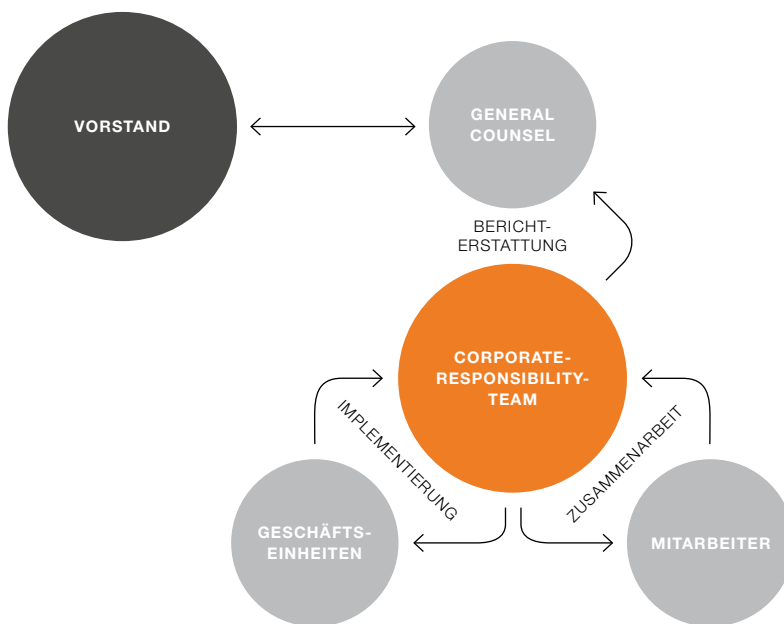 VORSTAND
GENERAL
COUNSEL
BERICHT-
ERSTATTUNG
CORPORATE-
RESPONSIBILITY-
TEAM
IMPLEMENTIERUNG
ZUSAMMENARBEIT
GESCHÄFTS-
EINHEITEN
MITARBEITER